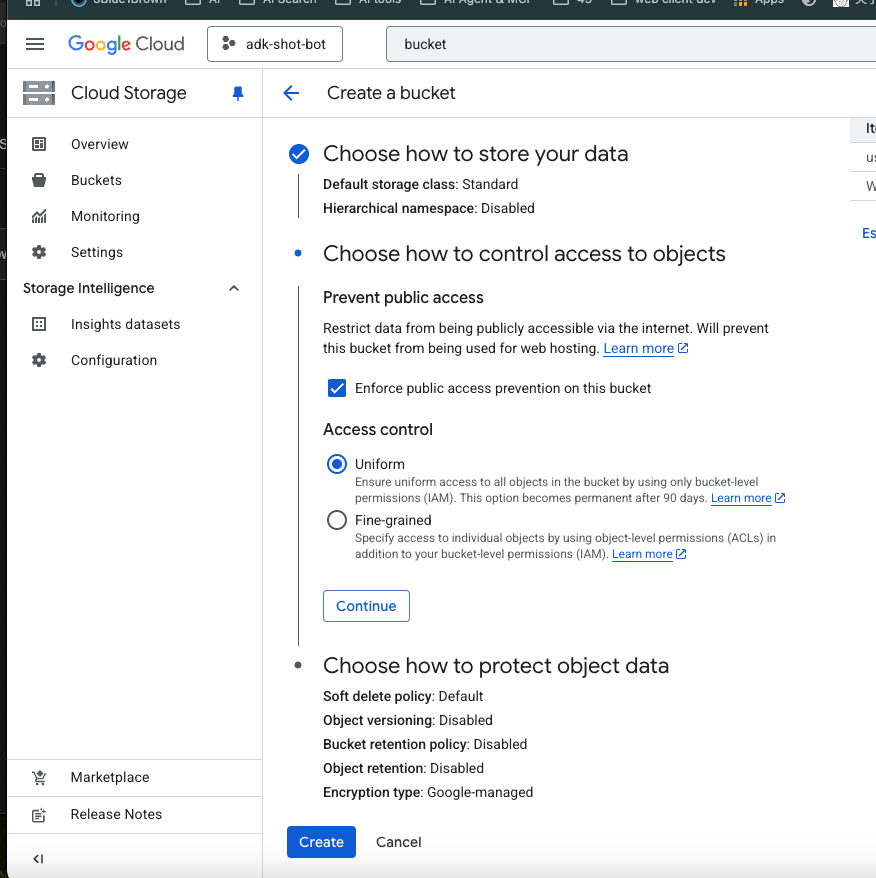 Google Cloud
adk-shot-bot
bucket
Cloud Storage
Create a bucket
Overview
Buckets
Monitoring
Settings
Storage Intelligence
Insights datasets
Configuration
Marketplace
Release Notes
Choose how to store your data
Default storage class: Standard
Hierarchical namespace: Disabled
Choose how to control access to objects
Prevent public access
Restrict data from being publicly accessible via the internet. Will prevent
this bucket from being used for web hosting. Learn more
Enforce public access prevention on this bucket
Access control
Uniform
Ensure uniform access to all objects in the bucket by using only bucket-level
permissions (IAM). This option becomes permanent after 90 days. Learn more
Fine-grained
Specify access to individual objects by using object-level permissions (ACLs) in
addition to your bucket-level permissions (IAM). Learn more
Continue
Choose how to protect object data
Soft delete policy: Default
Object versioning: Disabled
Bucket retention policy: Disabled
Object retention: Disabled
Encryption type: Google-managed
Create
Cancel